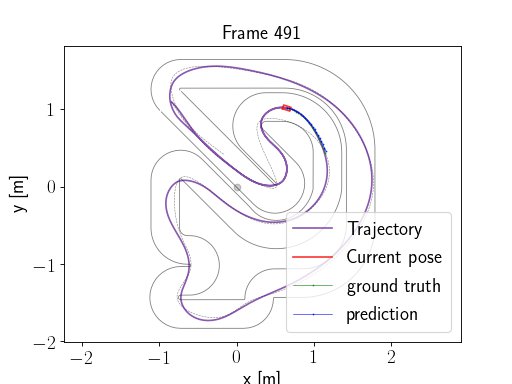 Frame 491
y [m]
1
0
−1
−2
Trajectory
Current pose
ground truth
prediction
−2 −1 0 1 2
x [m]